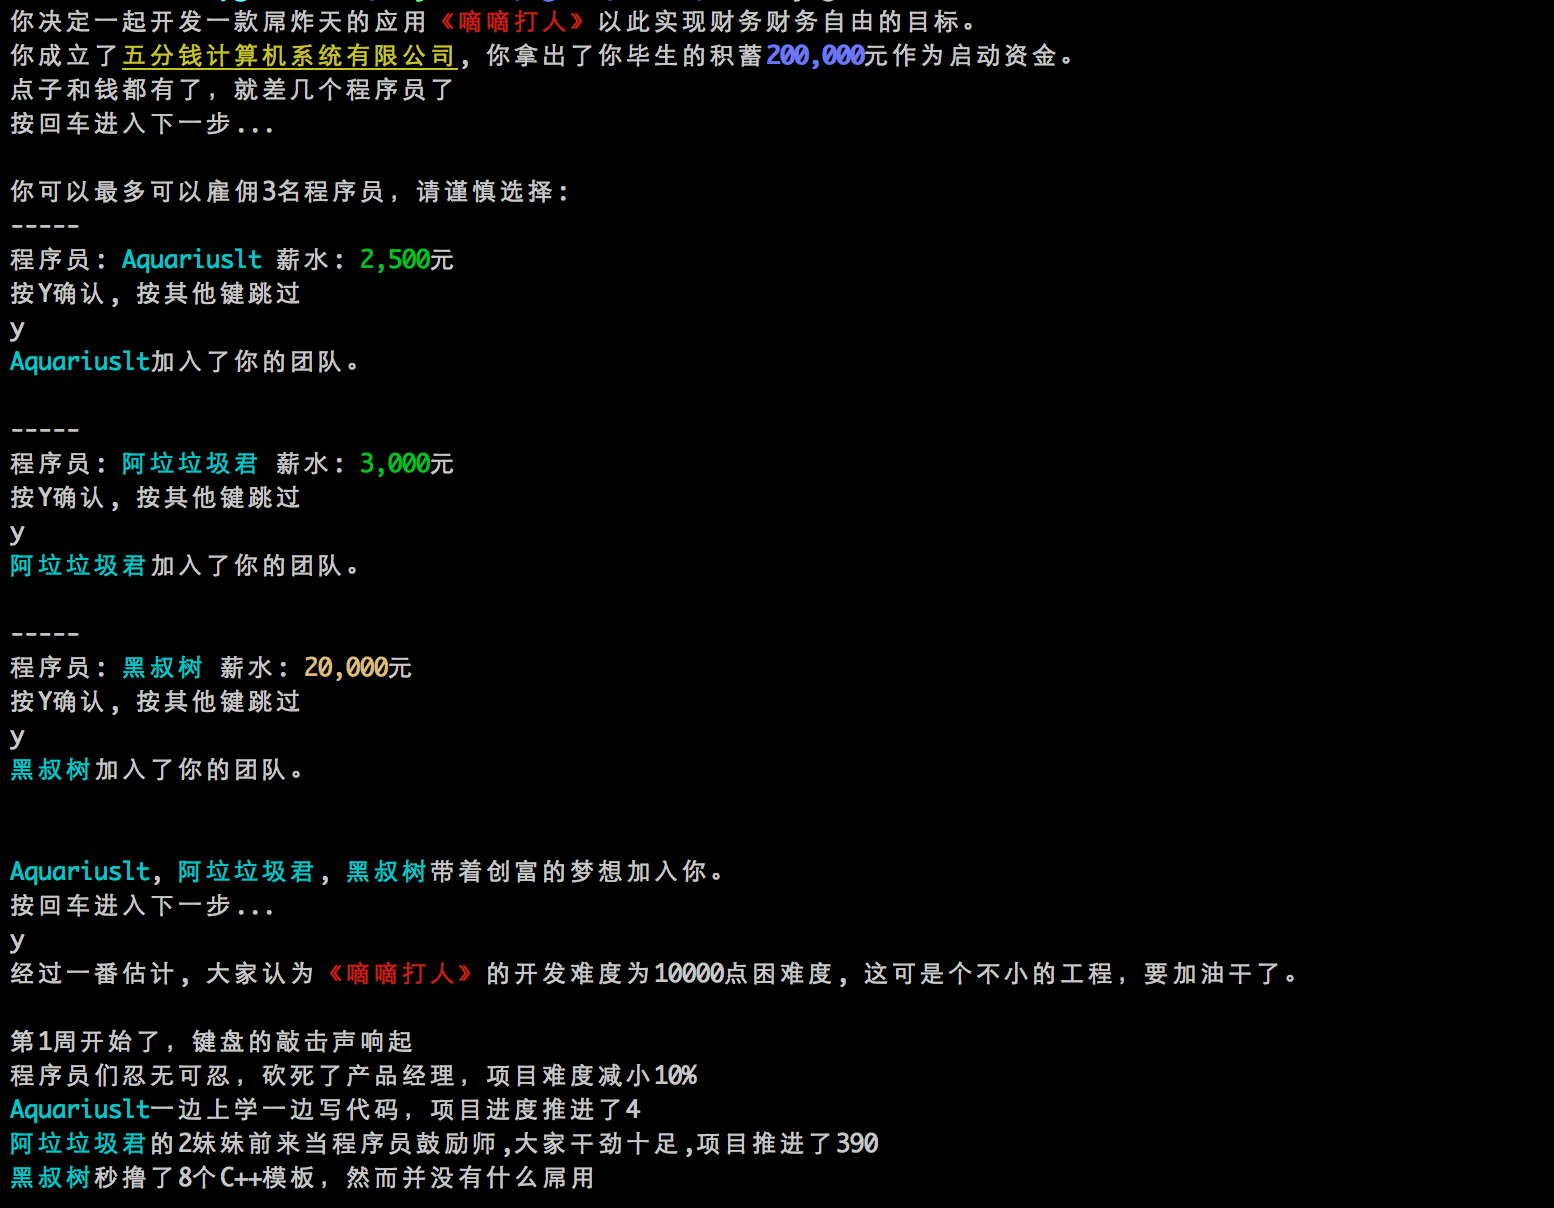 你决定一起开发一款屌炸天的应用《嘀嘀打人》以此实现财务财务自由的目标。
你成立了五分钱计算机系统有限公司，你拿出了你毕生的积蓄200,000元作为启动资金。
点子和钱都有了，就差几个程序员了
按回车进入下一步...
你可以最多可以雇佣3名程序员，请谨慎选择：
-----
程序员：Aquariuslt 薪水：2,500元
按Y确认，按其他键跳过
y
Aquariuslt加入了你的团队。
-----
程序员：阿垃垃圾君 薪水：3,000元
按Y确认，按其他键跳过
y
阿垃垃圾君加入了你的团队。
-----
程序员：黑叔树 薪水：20,000元
按Y确认，按其他键跳过
y
黑叔树加入了你的团队。
Aquariuslt，阿垃垃圾君，黑叔树带着创富的梦想加入你。
按回车进入下一步...
y
经过一番估计，大家认为《嘀嘀打人》的开发难度为10000点困难度，这可是个不小的工程，要加油干了。
第1周开始了，键盘的敲击声响起
程序员们忍无可忍，砍死了产品经理，项目难度减小10%
Aquariuslt一边上学一边写代码，项目进度推进了4
阿垃垃圾君的2妹妹前来当程序员鼓励师,大家干劲十足,项目推进了390
黑叔树秒撸了8个C++模板，然而并没有什么屌用